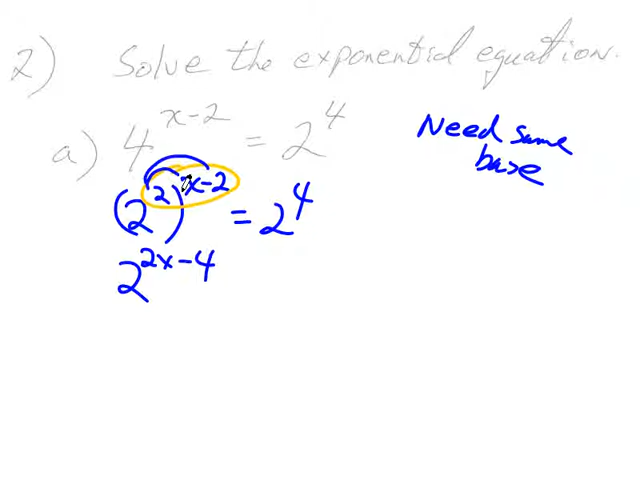 2) Solve the exponential equation.
a) 4^{x-2} = 2^4
Need same
base
(2^2)^{x-2} = 2^4
2^{2x-4}